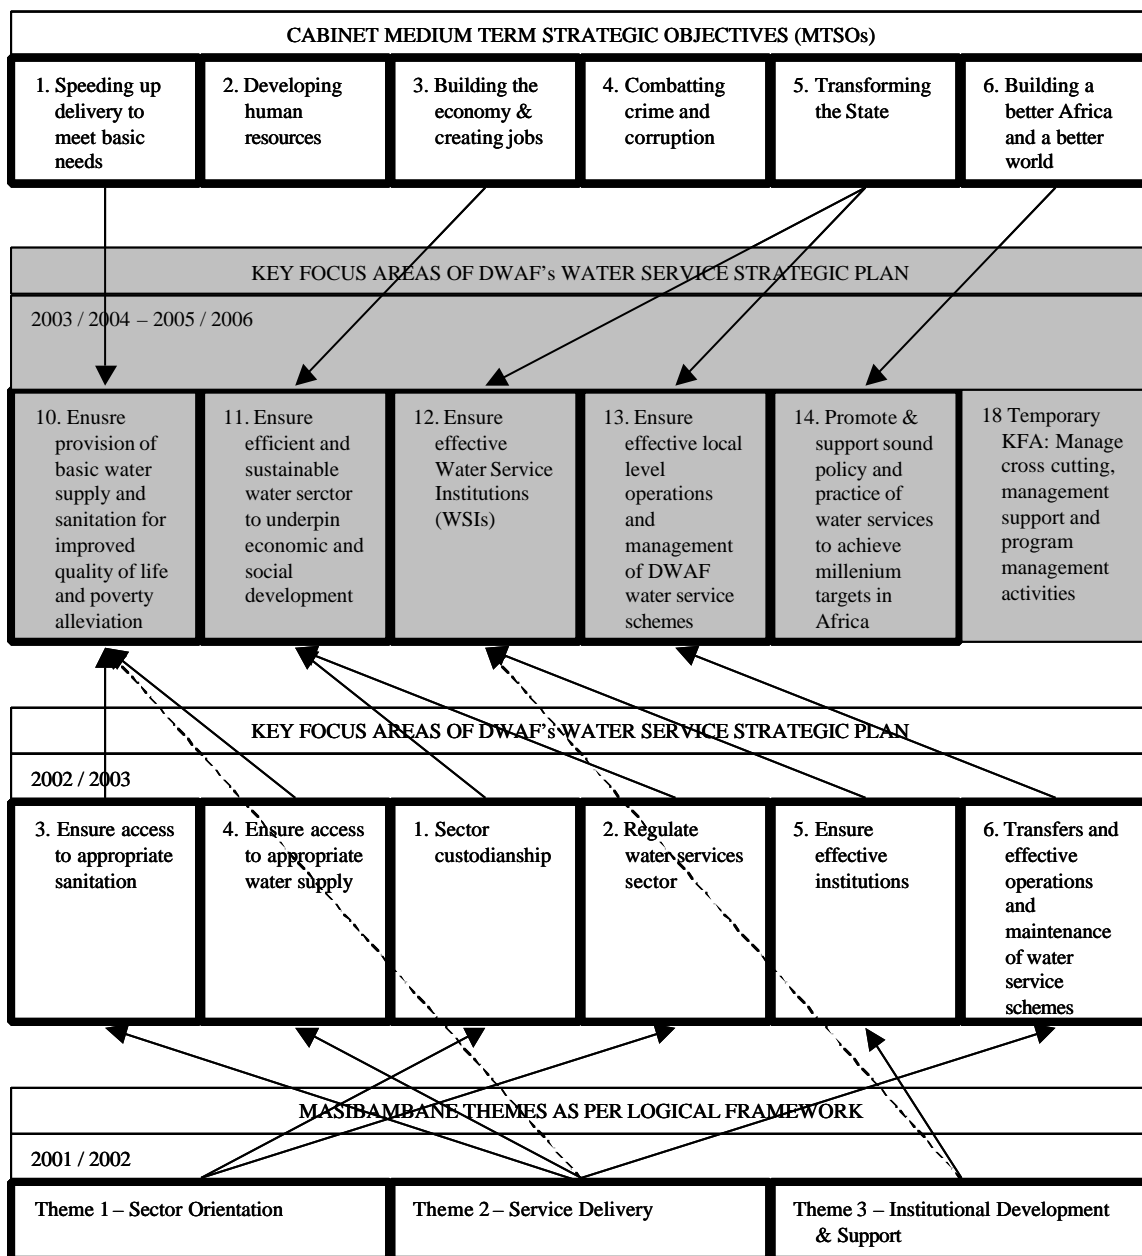 CABINET MEDIUM TERM STRATEGIC OBJECTIVES (MTSOs)
1. Speeding up
delivery to
meet basic
needs
2. Developing
human
resources
3. Building the
economy &
creating jobs
4. Combatting
crime and
corruption
5. Transforming
the State
6. Building a
better Africa
and a better
world
KEY FOCUS AREAS OF DWAF's WATER SERVICE STRATEGIC PLAN
2003 / 2004 – 2005 / 2006
10. Enusre
provision of
basic water
supply and
sanitation for
improved
quality of life
and poverty
alleviation
11. Ensure
efficient and
sustainable
water serctor
to underpin
economic and
social
development
12. Ensure
effective
Water Service
Institutions
(WSIs)
13. Ensure
effective local
level
operations
and
management
of DWAF
water service
schemes
14. Promote &
support sound
policy and
practice of
water services
to achieve
millenium
targets in
Africa
18 Temporary
KFA: Manage
cross cutting,
management
support and
program
management
activities
KEY FOCUS AREAS OF DWAF's WATER SERVICE STRATEGIC PLAN
2002 / 2003
3. Ensure access
to appropriate
sanitation
4. Ensure access
to appropriate
water supply
1. Sector
custodianship
2. Regulate
water services
sector
5. Ensure
effective
institutions
6. Transfers and
effective
operations
and
maintenance
of water
service
schemes
MASIBAMBANE THEMES AS PER LOGICAL FRAMEWORK
2001 / 2002
Theme 1 – Sector Orientation
Theme 2 – Service Delivery
Theme 3 – Institutional Development
& Support